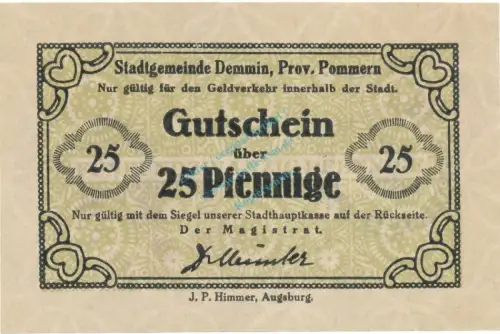 Stadtgemeinde Demmin, Prov. Pommern
Nur gültig für den Geldverkehr innerhalb der Stadt.
Gutschein
über
25 25
25 Pfennige
Nur gültig mit dem Siegel unserer Stadthauptkasse auf der Rückseite.
Der Magistrat.
J. P. Himmer, Augsburg.